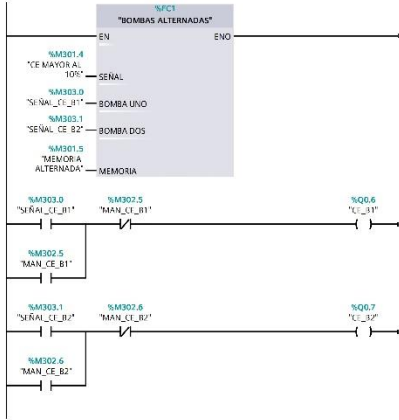 %FC1
"BOMBAS ALTERNADAS"
EN
ENO
%M301.4
"CE MAYOR AL
10%"
SEÑAL
%M303.0
"SEÑAL_CE_B1"
BOMBA UNO
%M303.1
"SEÑAL_CE_B2"
BOMBA DOS
%M301.5
"MEMORIA
ALTERNADA"
MEMORIA
%M303.0
"SEÑAL_CE_B1"
%M302.5
"MAN_CE_B1"
%Q0.6
"CE_B1"
%M302.5
"MAN_CE_B1"
%M303.1
"SEÑAL_CE_B2"
%M302.6
"MAN_CE_B2"
%Q0.7
"CE_B2"
%M302.6
"MAN_CE_B2"